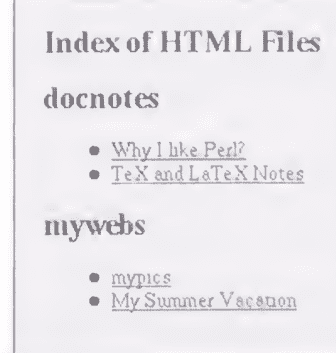 Index of HTML Files
docnotes
Why I like Perl?
TeX and LaTeX Notes
mywebs
mypics
My Summer Vacation